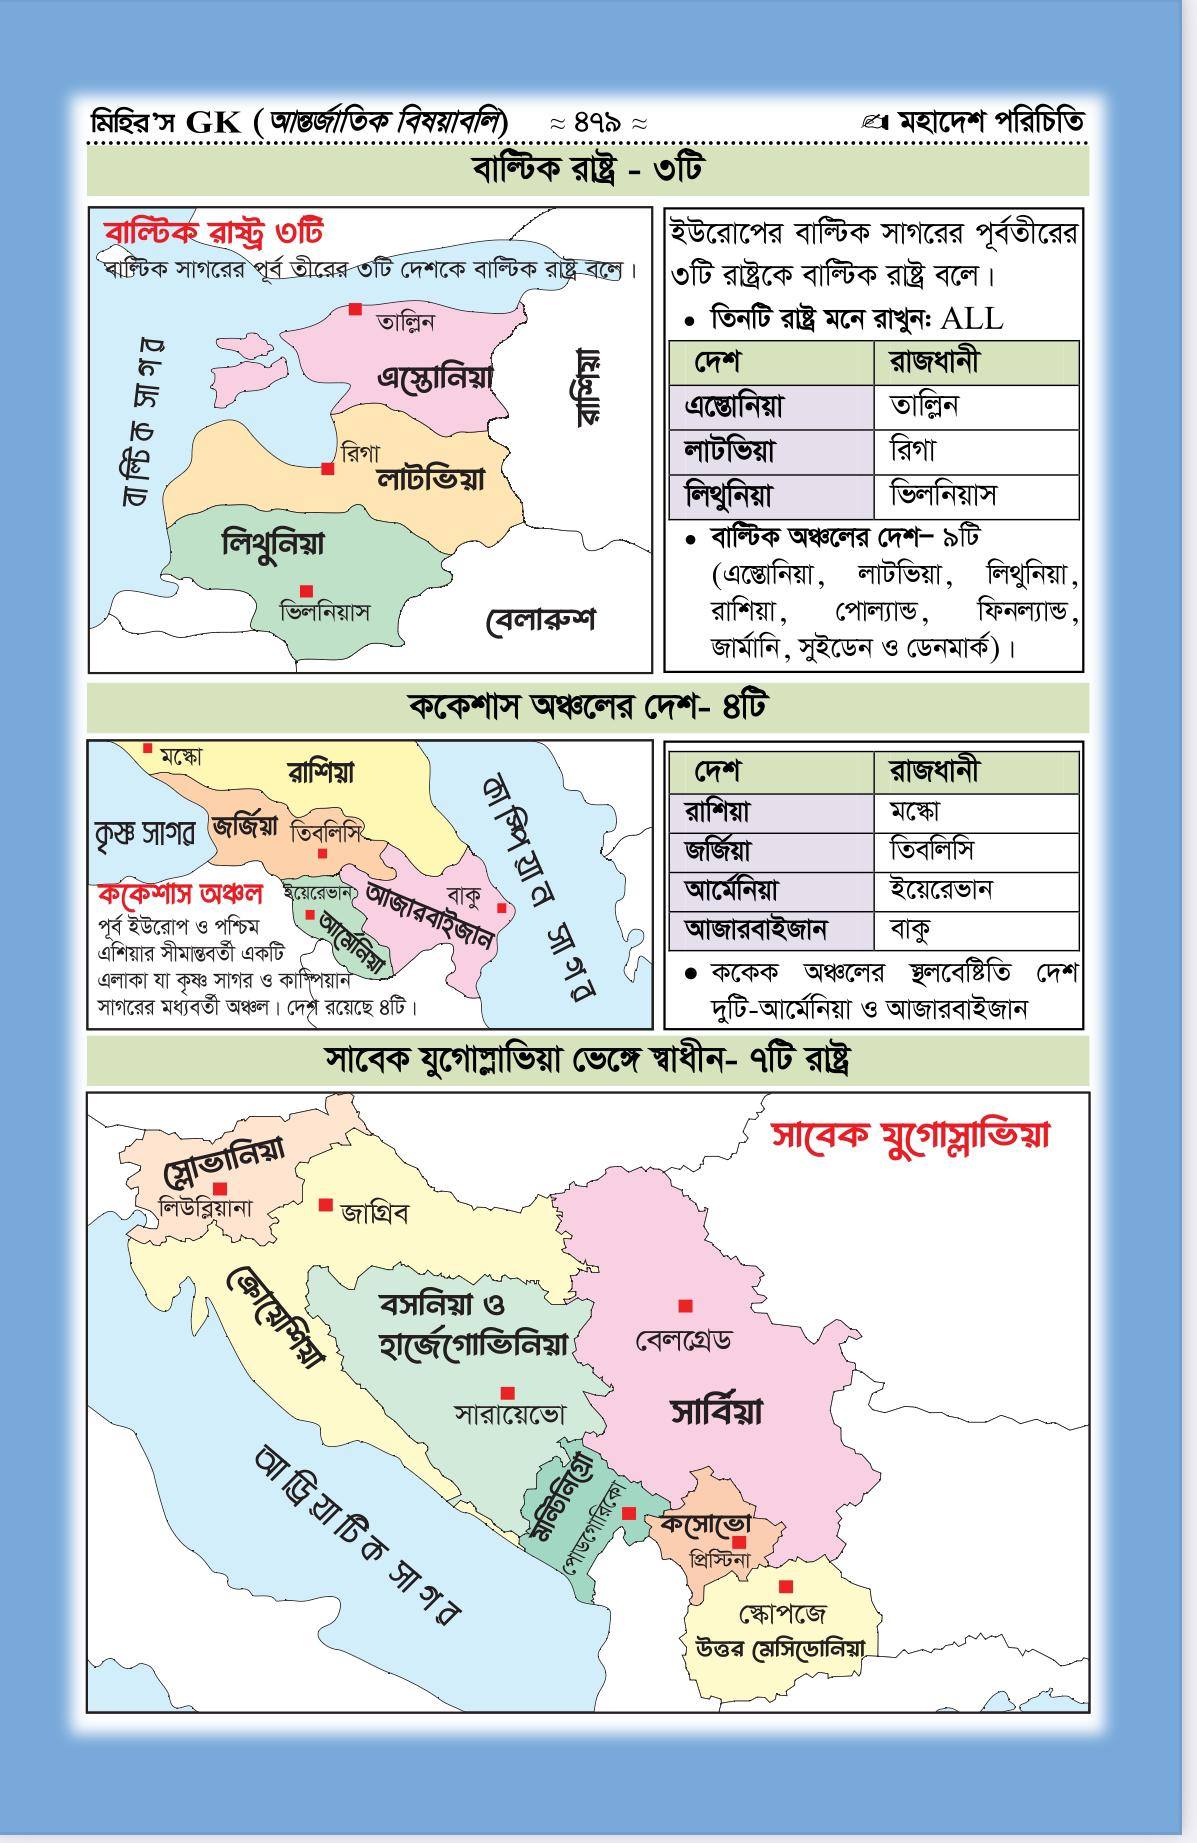 মিহির’স GK (আন্তর্জাতিক বিষয়াবলি) ≈ ৪৭৯ ≈ ✍ মহাদেশ পরিচিতি
বাল্টিক রাষ্ট্র - ৩টি
বাল্টিক রাষ্ট্র ৩টি
বাল্টিক সাগরের পূর্ব তীরের ৩টি দেশকে বাল্টিক রাষ্ট্র বলে।
তাল্লিন
এস্তোনিয়া
রাশিয়া
বাল্টিক সাগর
রিগা
লাটভিয়া
লিথুনিয়া
ভিলনিয়াস
বেলারুশ
ইউরোপের বাল্টিক সাগরের পূর্বতীরের
৩টি রাষ্ট্রকে বাল্টিক রাষ্ট্র বলে।
• তিনটি রাষ্ট্র মনে রাখুন: ALL
দেশ রাজধানী
এস্তোনিয়া তাল্লিন
লাটভিয়া রিগা
লিথুনিয়া ভিলনিয়াস
• বাল্টিক অঞ্চলের দেশ– ৯টি
(এস্তোনিয়া, লাটভিয়া, লিথুনিয়া,
রাশিয়া, পোল্যান্ড, ফিনল্যান্ড,
জার্মানি, সুইডেন ও ডেনমার্ক)।
ককেশাস অঞ্চলের দেশ- ৪টি
মস্কো
রাশিয়া
কাস্পিয়ান সাগর
কৃষ্ণ সাগর
জর্জিয়া
তিবলিসি
ককেশাস অঞ্চল
ইয়েরেভান
আর্মেনিয়া
আজারবাইজান
বাকু
পূর্ব ইউরোপ ও পশ্চিম
এশিয়ার সীমান্তবর্তী একটি
এলাকা যা কৃষ্ণ সাগর ও কাস্পিয়ান
সাগরের মধ্যবর্তী অঞ্চল। দেশ রয়েছে ৪টি।
দেশ রাজধানী
রাশিয়া মস্কো
জর্জিয়া তিবলিসি
আর্মেনিয়া ইয়েরেভান
আজারবাইজান বাকু
• ককেক অঞ্চলের স্থলবেষ্টিতি দেশ
দুটি-আর্মেনিয়া ও আজারবাইজান
সাবেক যুগোস্লাভিয়া ভেঙ্গে স্বাধীন- ৭টি রাষ্ট্র
সাবেক যুগোস্লাভিয়া
স্লোভানিয়া
লিউব্লিয়ানা
জাগ্রিব
ক্রোয়েশিয়া
বসনিয়া ও
হার্জেগোভিনিয়া
সারায়েভো
বেলগ্রেড
সার্বিয়া
আড্রিয়াটিক সাগর
মন্টিনিগ্রো
পোডগোরিকো
কসোভো
প্রিস্টিনা
স্কোপজে
উত্তর মেসিডোনিয়া